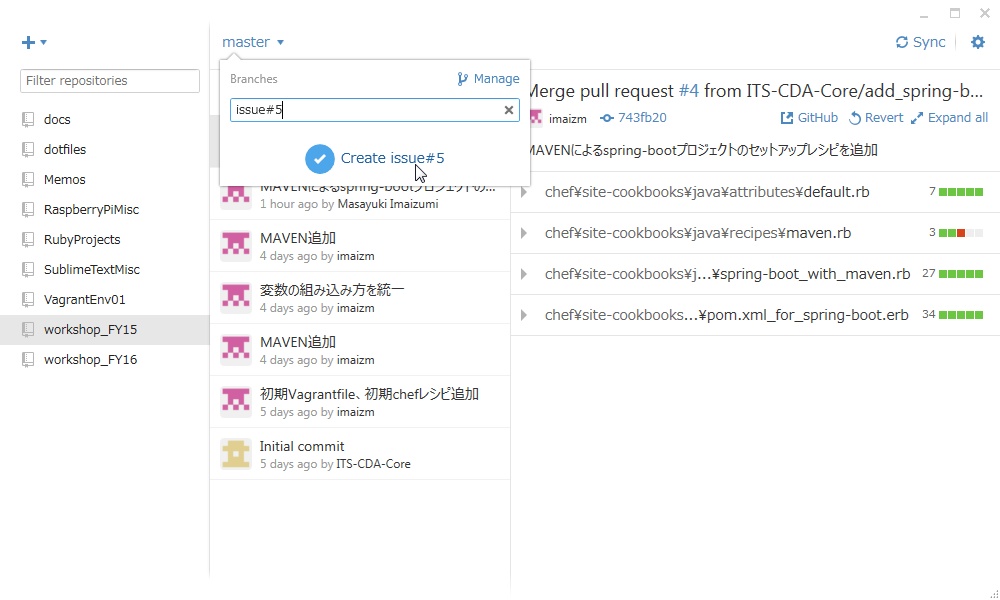 master
Sync
Filter repositories
docs
dotfiles
Memos
RaspberryPiMisc
RubyProjects
SublimeTextMisc
VagrantEnv01
workshop_FY15
workshop_FY16
Branches
Manage
issue#5
Create issue#5
MAVENによるspring-bootプロジェクトの...
1 hour ago by Masayuki Imaizumi
MAVEN追加
4 days ago by imaizm
変数の組み込み方を統一
4 days ago by imaizm
MAVEN追加
4 days ago by imaizm
初期Vagrantfile、初期chefレシピ追加
5 days ago by imaizm
Initial commit
5 days ago by ITS-CDA-Core
Merge pull request #4 from ITS-CDA-Core/add_spring-b...
imaizm
743fb20
GitHub
Revert
Expand all
MAVENによるspring-bootプロジェクトのセットアップレシピを追加
chef¥site-cookbooks¥java¥attributes¥default.rb 7
chef¥site-cookbooks¥java¥recipes¥maven.rb 3
chef¥site-cookbooks¥j...¥spring-boot_with_maven.rb 27
chef¥site-cookbooks...¥pom.xml_for_spring-boot.erb 34